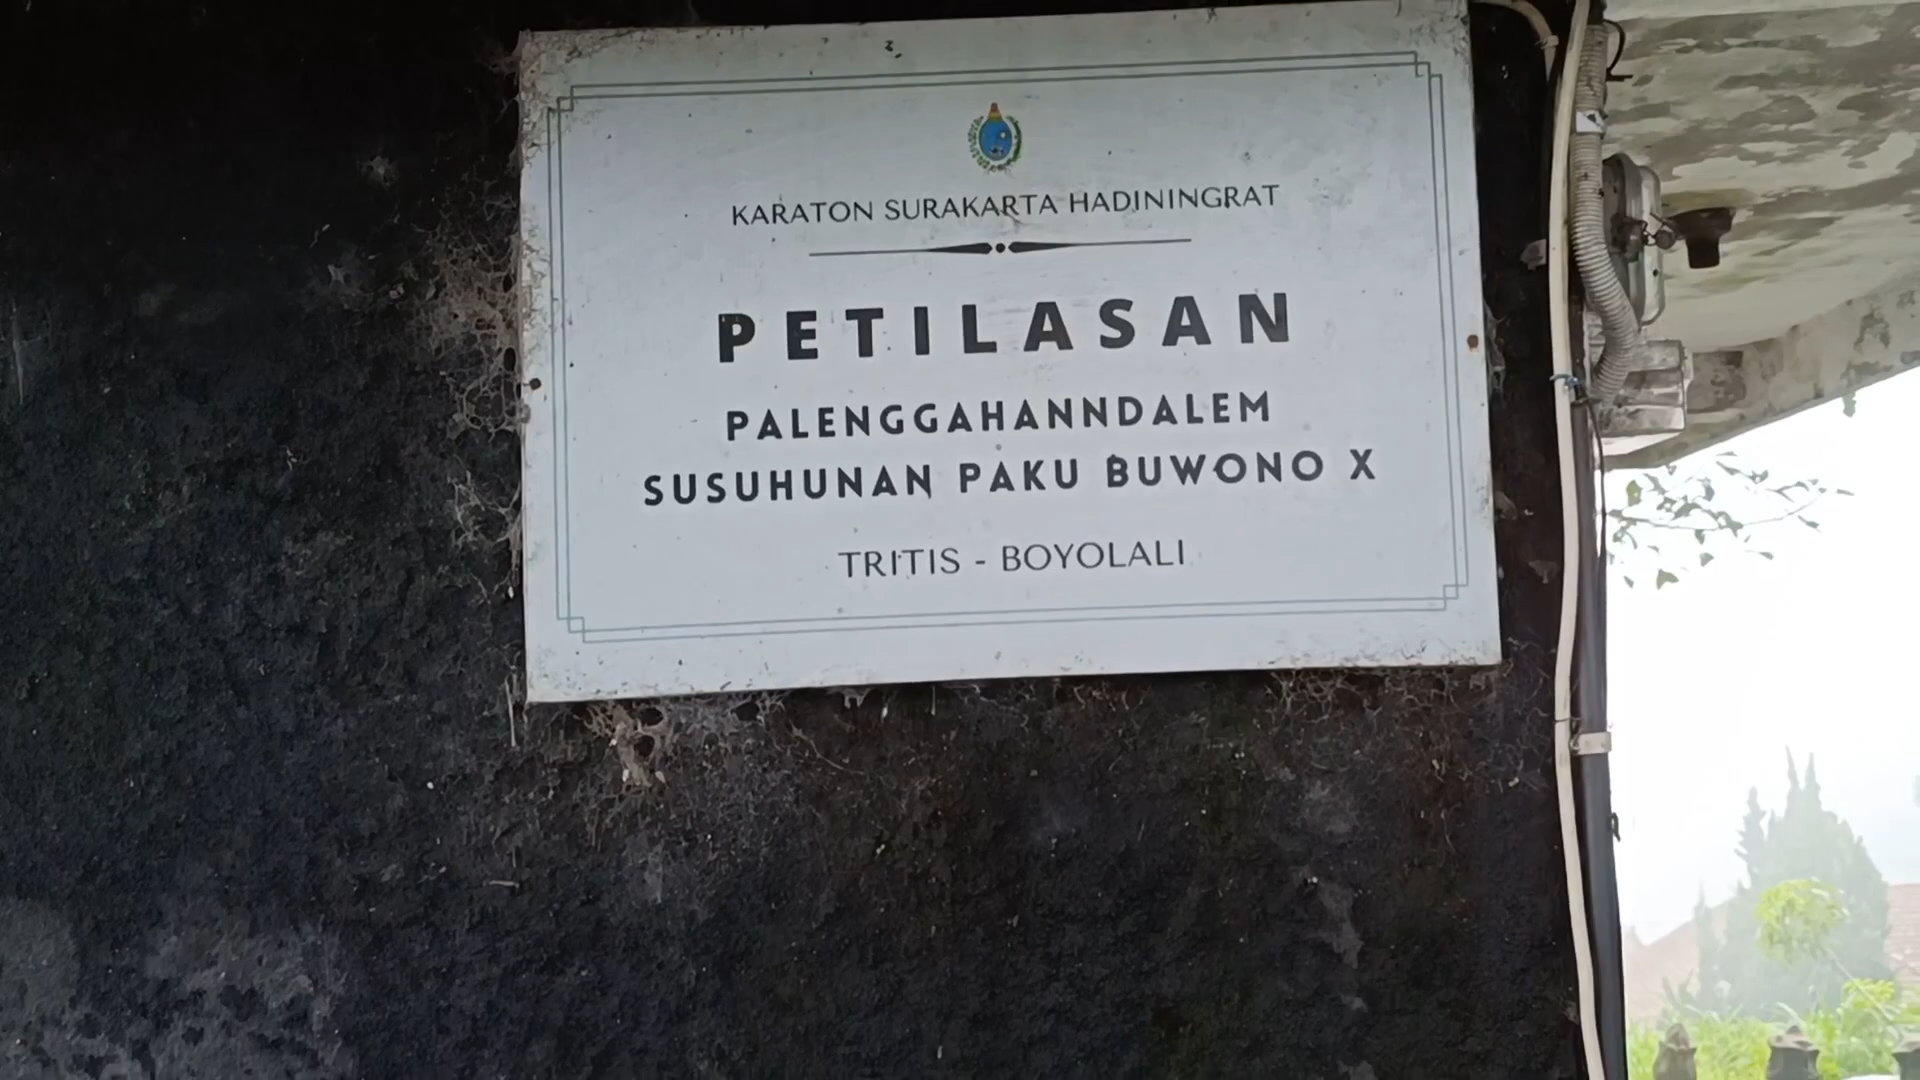 KARATON SURAKARTA HADININGRAT
PETILASAN
PALENGGAHANNDALEM
SUSUHUNAN PAKU BUWONO X
TRITIS - BOYOLALI